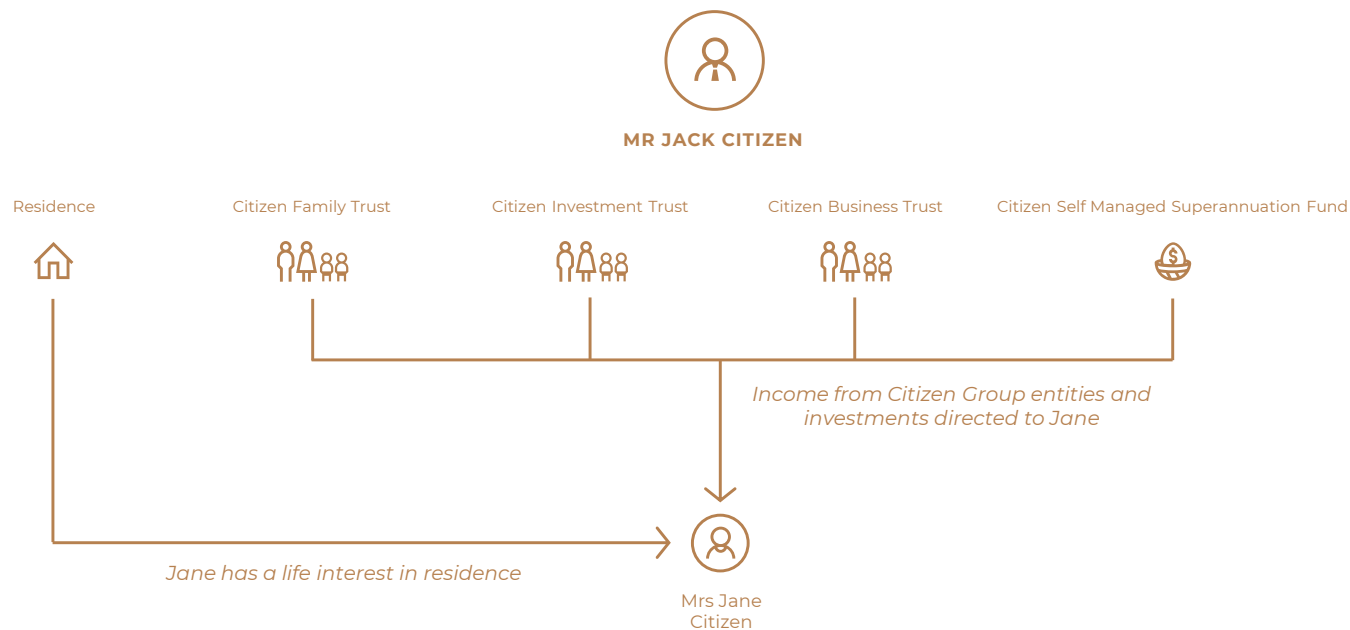 MR JACK CITIZEN
Residence
Citizen Family Trust
Citizen Investment Trust
Citizen Business Trust
Citizen Self Managed Superannuation Fund
$
Income from Citizen Group entities and
investments directed to Jane
Jane has a life interest in residence
Mrs Jane
Citizen